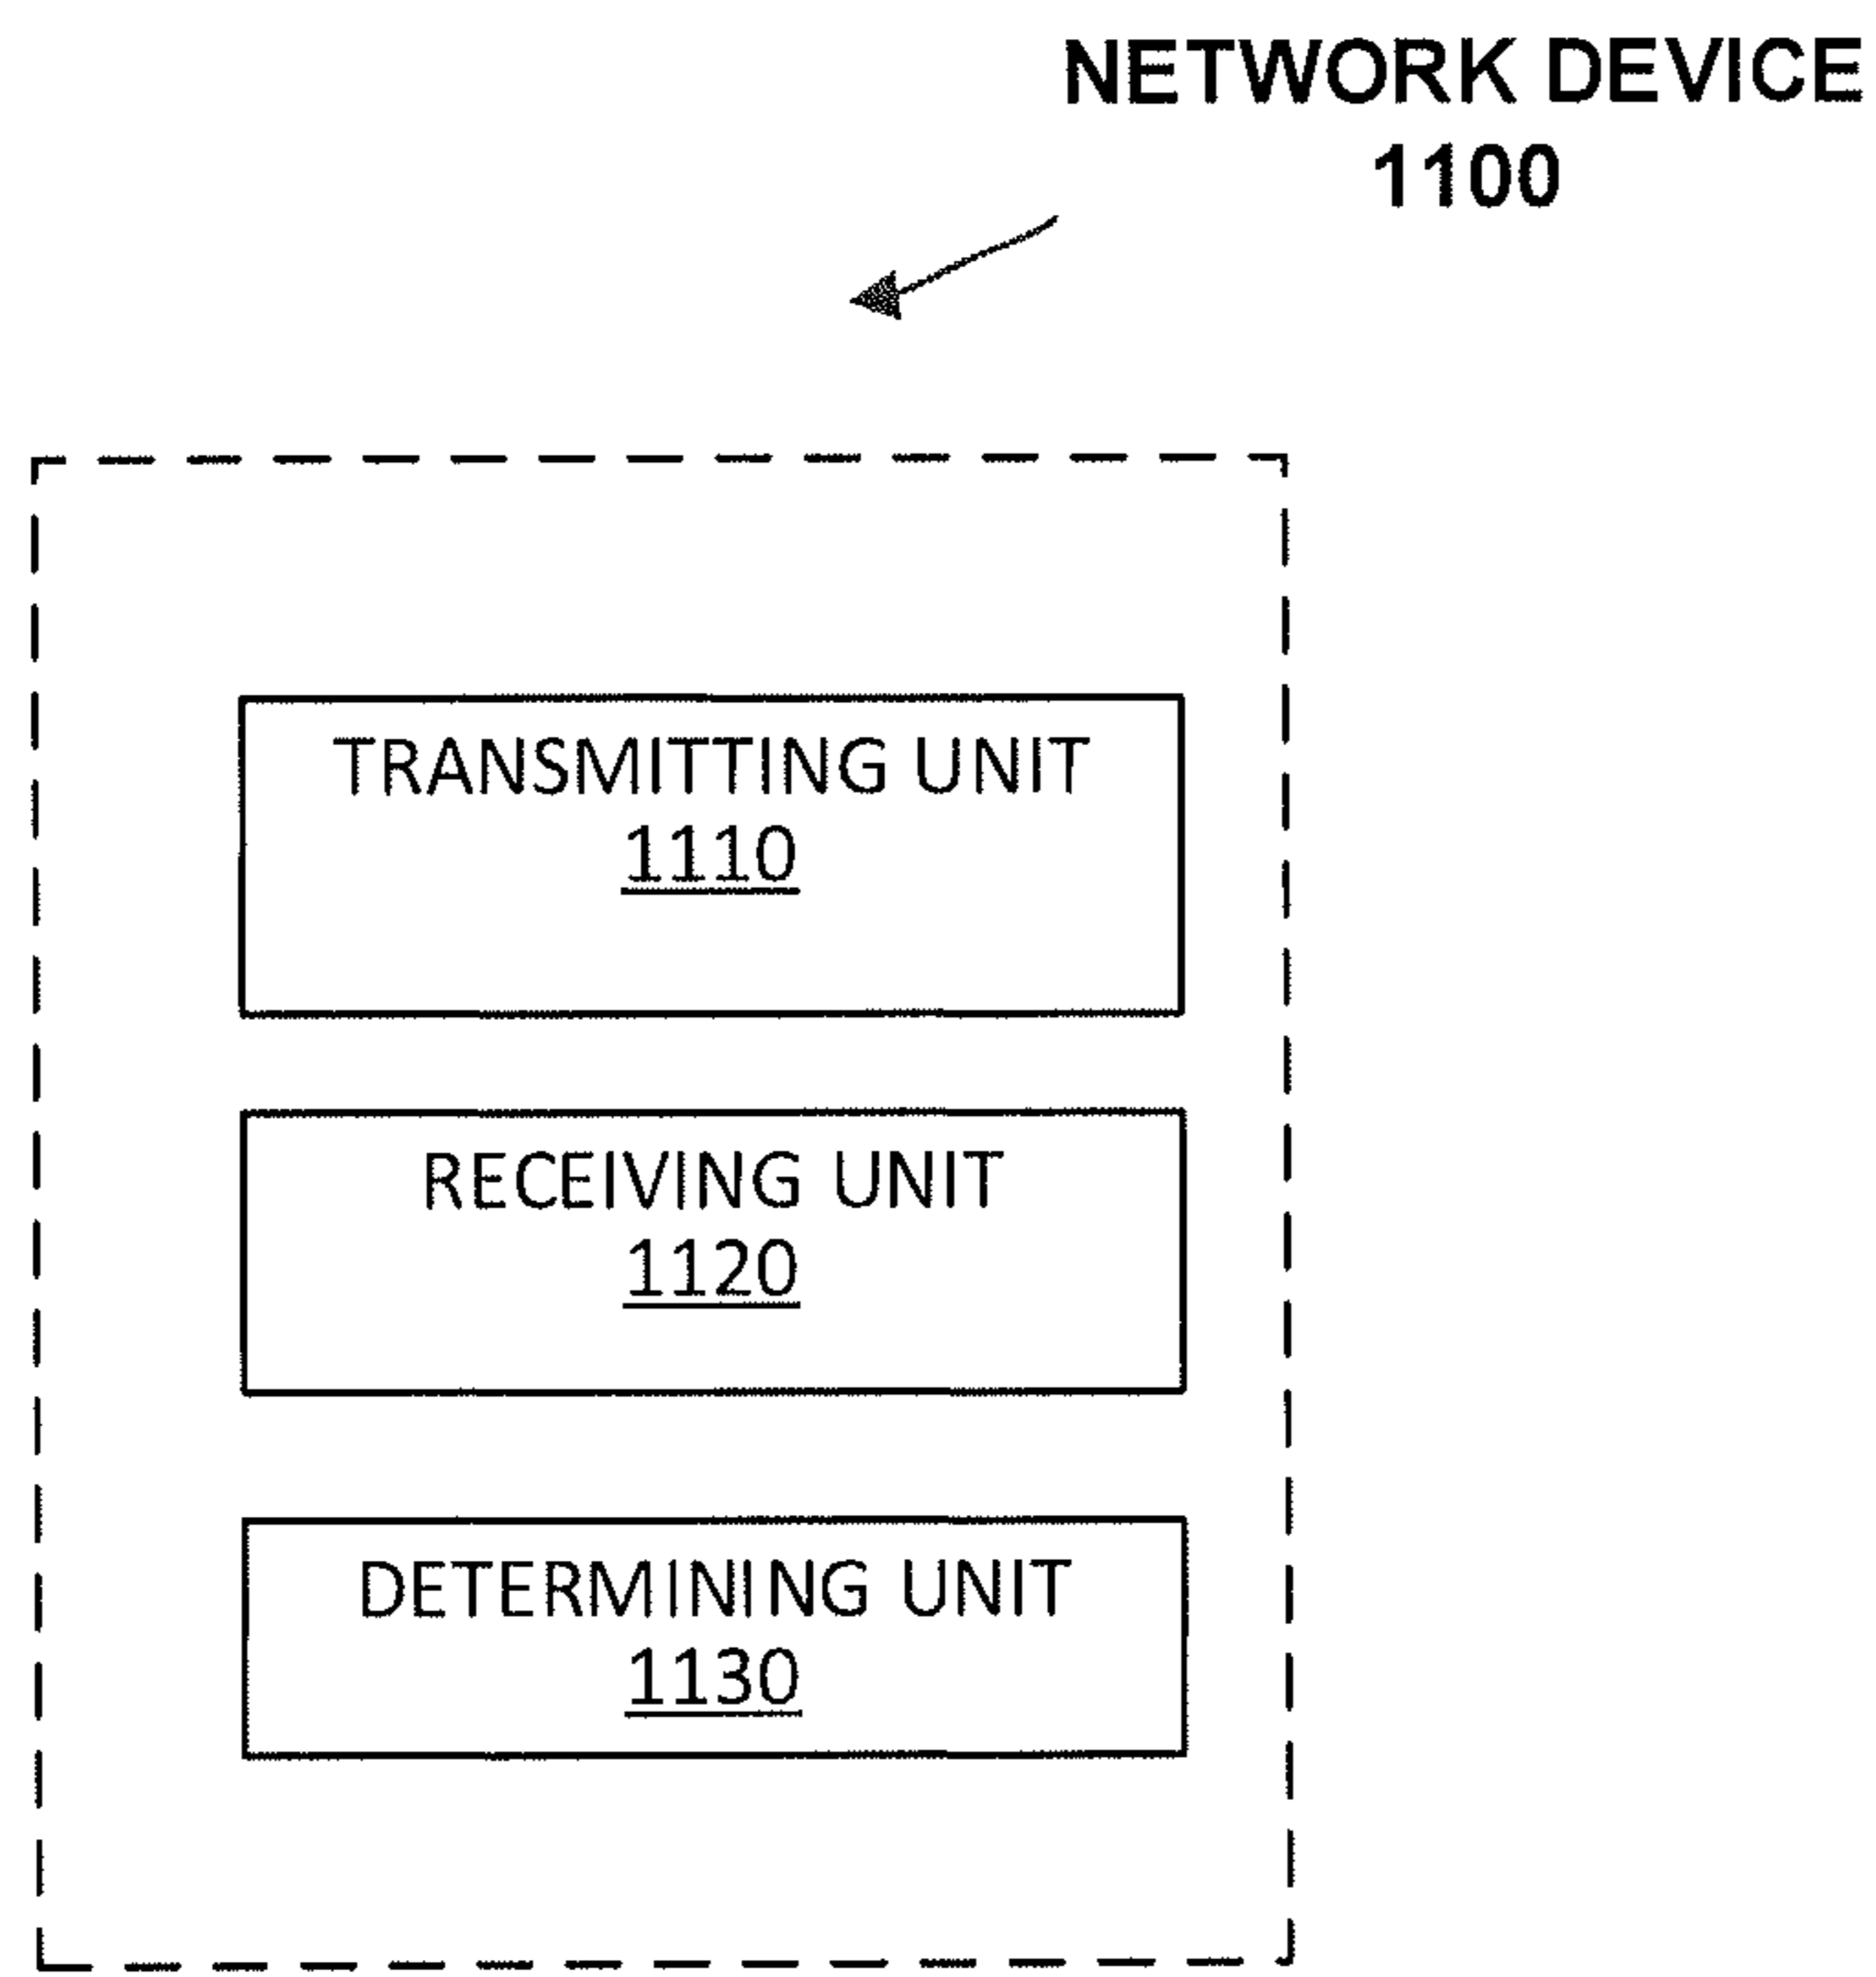 NETWORK DEVICE
1100
TRANSMITTING UNIT
1110
RECEIVING UNIT
1120
DETERMINING UNIT
1130